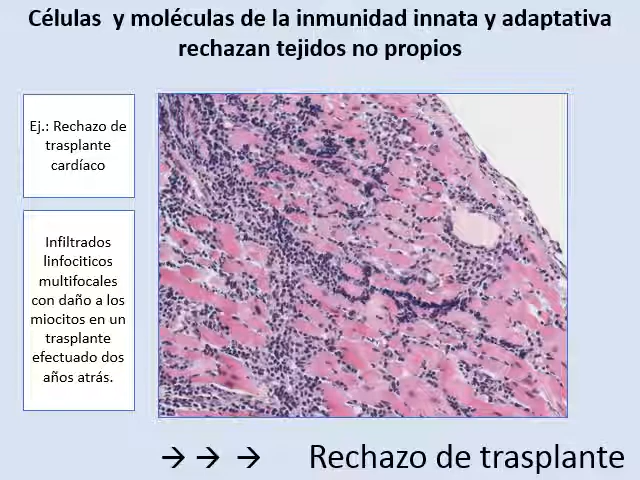 Células y moléculas de la inmunidad innata y adaptativa
rechazan tejidos no propios
Ej.: Rechazo de
trasplante
cardíaco
Infiltrados
linfociticos
multifocales
con daño a los
miocitos en un
trasplante
efectuado dos
años atrás.
→ → → Rechazo de trasplante